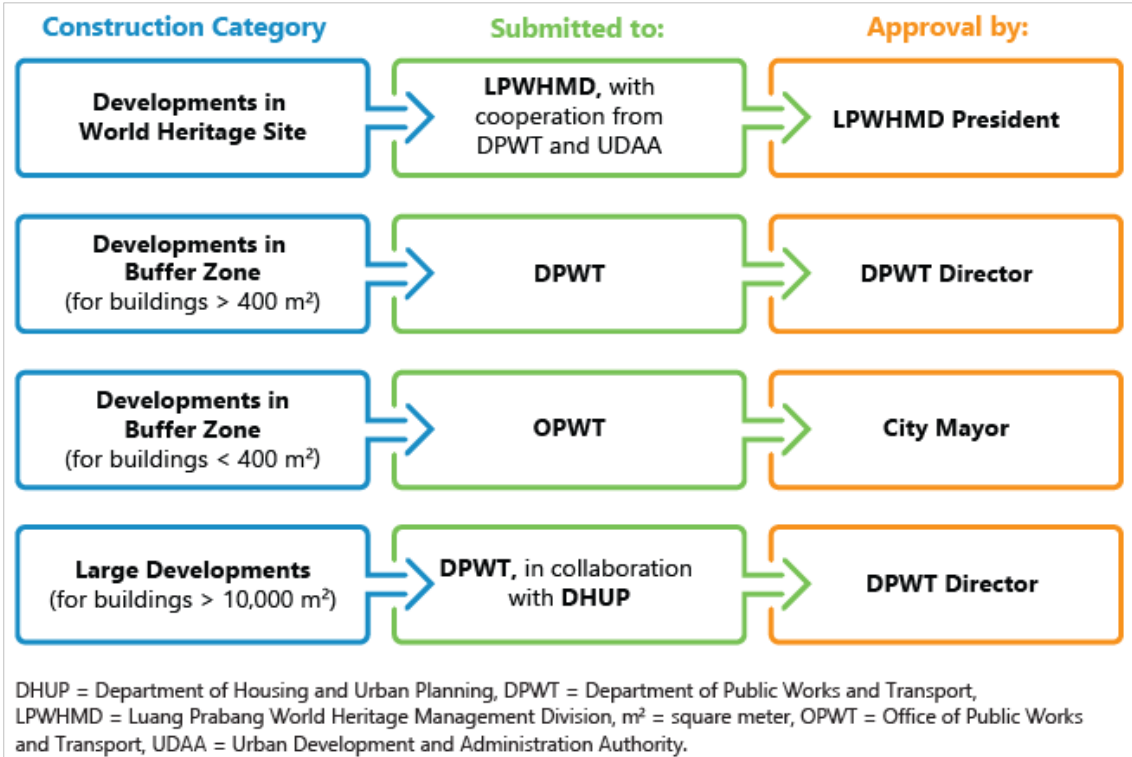 Construction Category
Submitted to:
Approval by:
Developments in
World Heritage Site
LPWHMD, with
cooperation from
DPWT and UDAA
LPWHMD President
Developments in
Buffer Zone
(for buildings > 400 m²)
DPWT
DPWT Director
Developments in
Buffer Zone
(for buildings < 400 m²)
OPWT
City Mayor
Large Developments
(for buildings > 10,000 m²)
DPWT, in collaboration
with DHUP
DPWT Director
DHUP = Department of Housing and Urban Planning, DPWT = Department of Public Works and Transport,
LPWHMD = Luang Prabang World Heritage Management Division, m² = square meter, OPWT = Office of Public Works
and Transport, UDAA = Urban Development and Administration Authority.